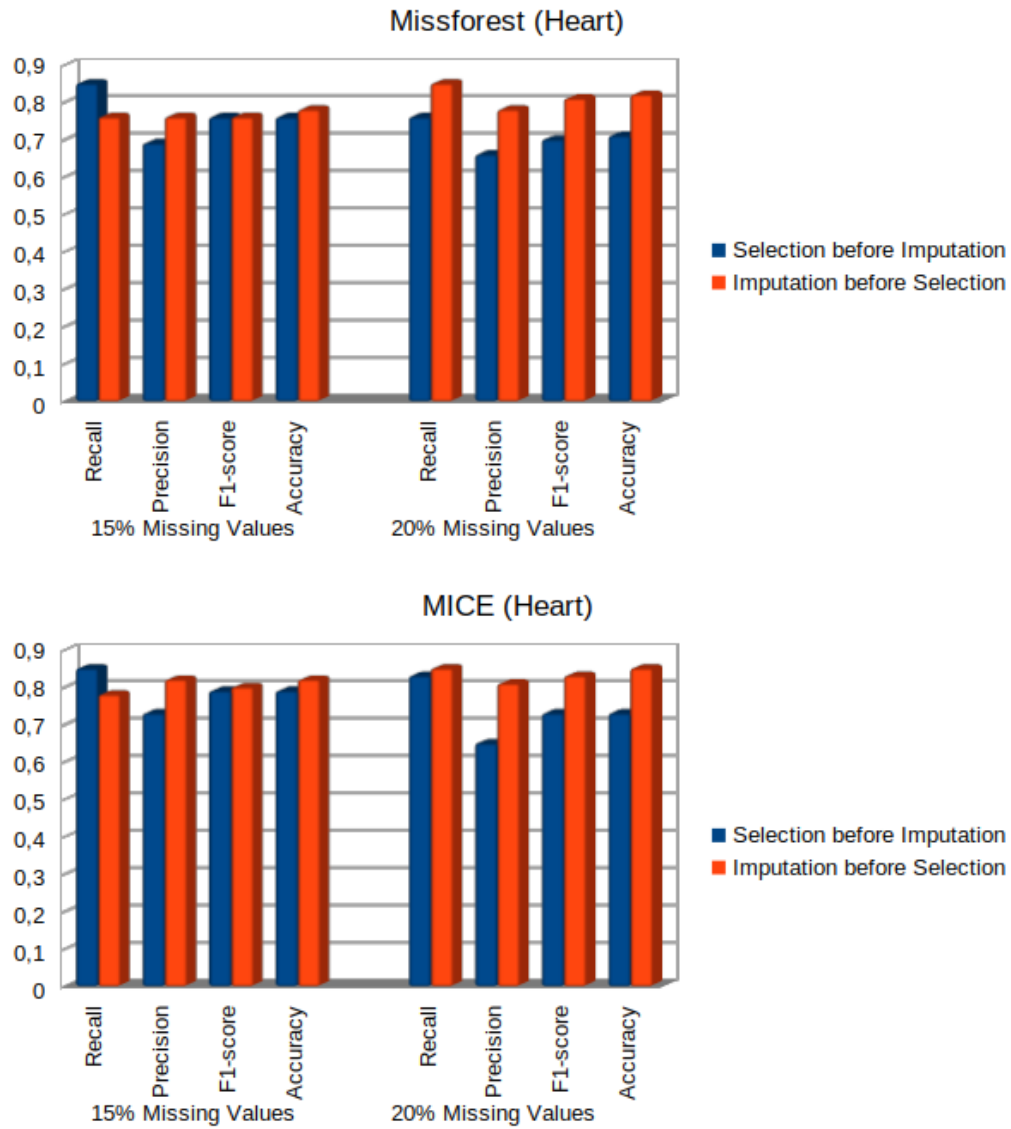 Missforest (Heart)
0,9
0,8
0,7
0,6
0,5
0,4
0,3
0,2
0,1
0
Selection before Imputation
Imputation before Selection
Recall
Precision
F1-score
Accuracy
Recall
Precision
F1-score
Accuracy
15% Missing Values
20% Missing Values
MICE (Heart)
0,9
0,8
0,7
0,6
0,5
0,4
0,3
0,2
0,1
0
Selection before Imputation
Imputation before Selection
Recall
Precision
F1-score
Accuracy
Recall
Precision
F1-score
Accuracy
15% Missing Values
20% Missing Values